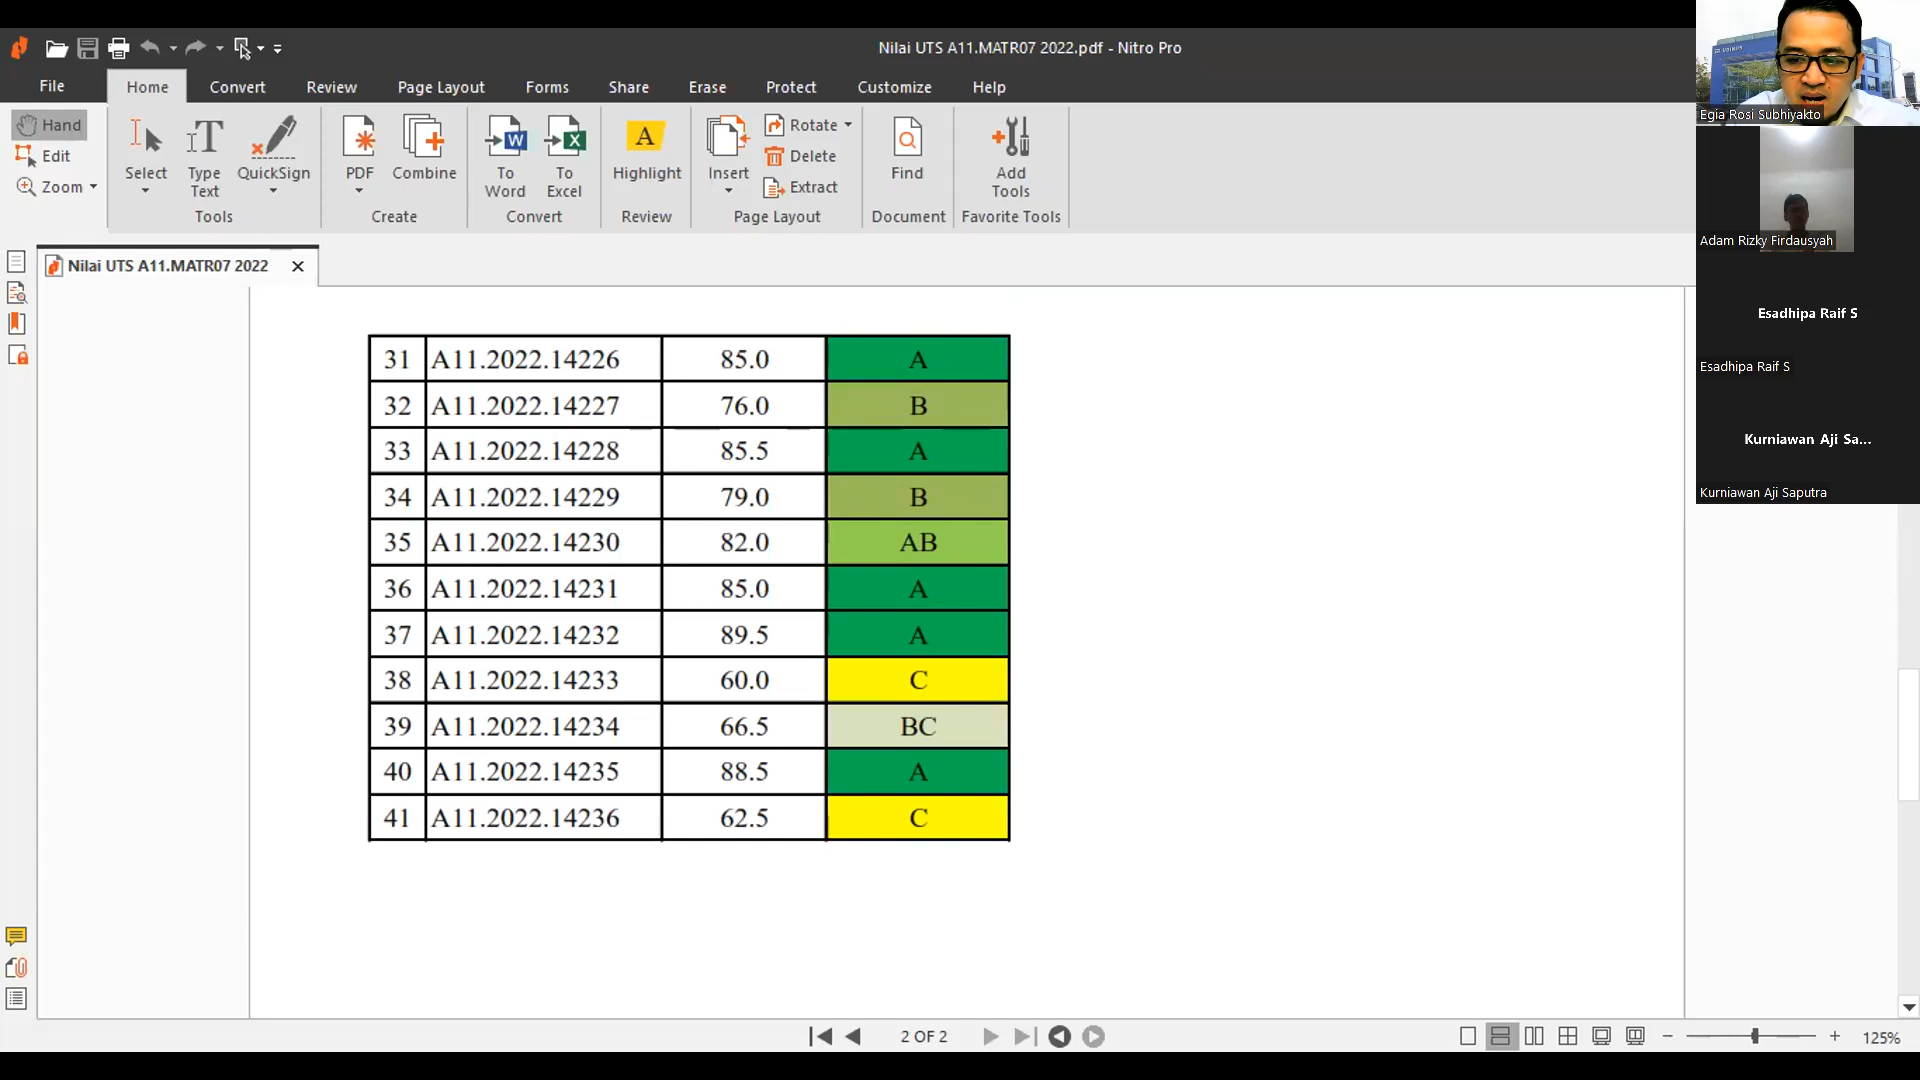 Nilai UTS A11.MATR07 2022.pdf - Nitro Pro
File
Home
Convert
Review
Page Layout
Forms
Share
Erase
Protect
Customize
Help
Hand
Edit
Zoom
Select
Type Text
QuickSign
Tools
PDF
Combine
Create
To Word
To Excel
Convert
Highlight
Review
Insert
Rotate
Delete
Extract
Page Layout
Find
Document
Add Tools
Favorite Tools
Nilai UTS A11.MATR07 2022
31 A11.2022.14226 85.0 A
32 A11.2022.14227 76.0 B
33 A11.2022.14228 85.5 A
34 A11.2022.14229 79.0 B
35 A11.2022.14230 82.0 AB
36 A11.2022.14231 85.0 A
37 A11.2022.14232 89.5 A
38 A11.2022.14233 60.0 C
39 A11.2022.14234 66.5 BC
40 A11.2022.14235 88.5 A
41 A11.2022.14236 62.5 C
2 OF 2
125%
Egia Rosi Subhiyakto
Adam Rizky Firdausyah
Esadhipa Raif S
Esadhipa Raif S
Kurniawan Aji Sa...
Kurniawan Aji Saputra